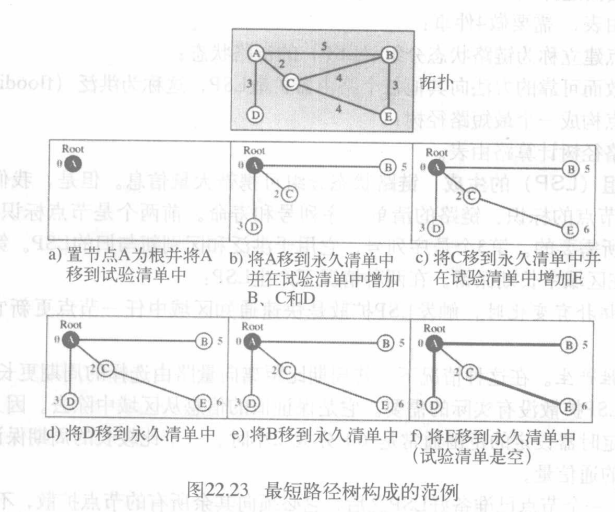 A
5
B
2
C
4
3
3
4
D
E
拓扑
Root
0 A
Root
0 A
B 5
2 C
3 D
Root
0 A
B 5
2 C
3 D
E 6
a) 置节点A为根并将A
移到试验清单中
b) 将A移到永久清单中
并在试验清单中增加
B、C和D
c) 将C移到永久清单中并
在试验清单中增加E
Root
0 A
B 5
2 C
3 D
E 6
Root
0 A
B 5
2 C
3 D
E 6
Root
0 A
B 5
2 C
3 D
E 6
d) 将D移到永久清单中
e) 将B移到永久清单中
f) 将E移到永久清单中
(试验清单是空)
图22.23 最短路径树构成的范例